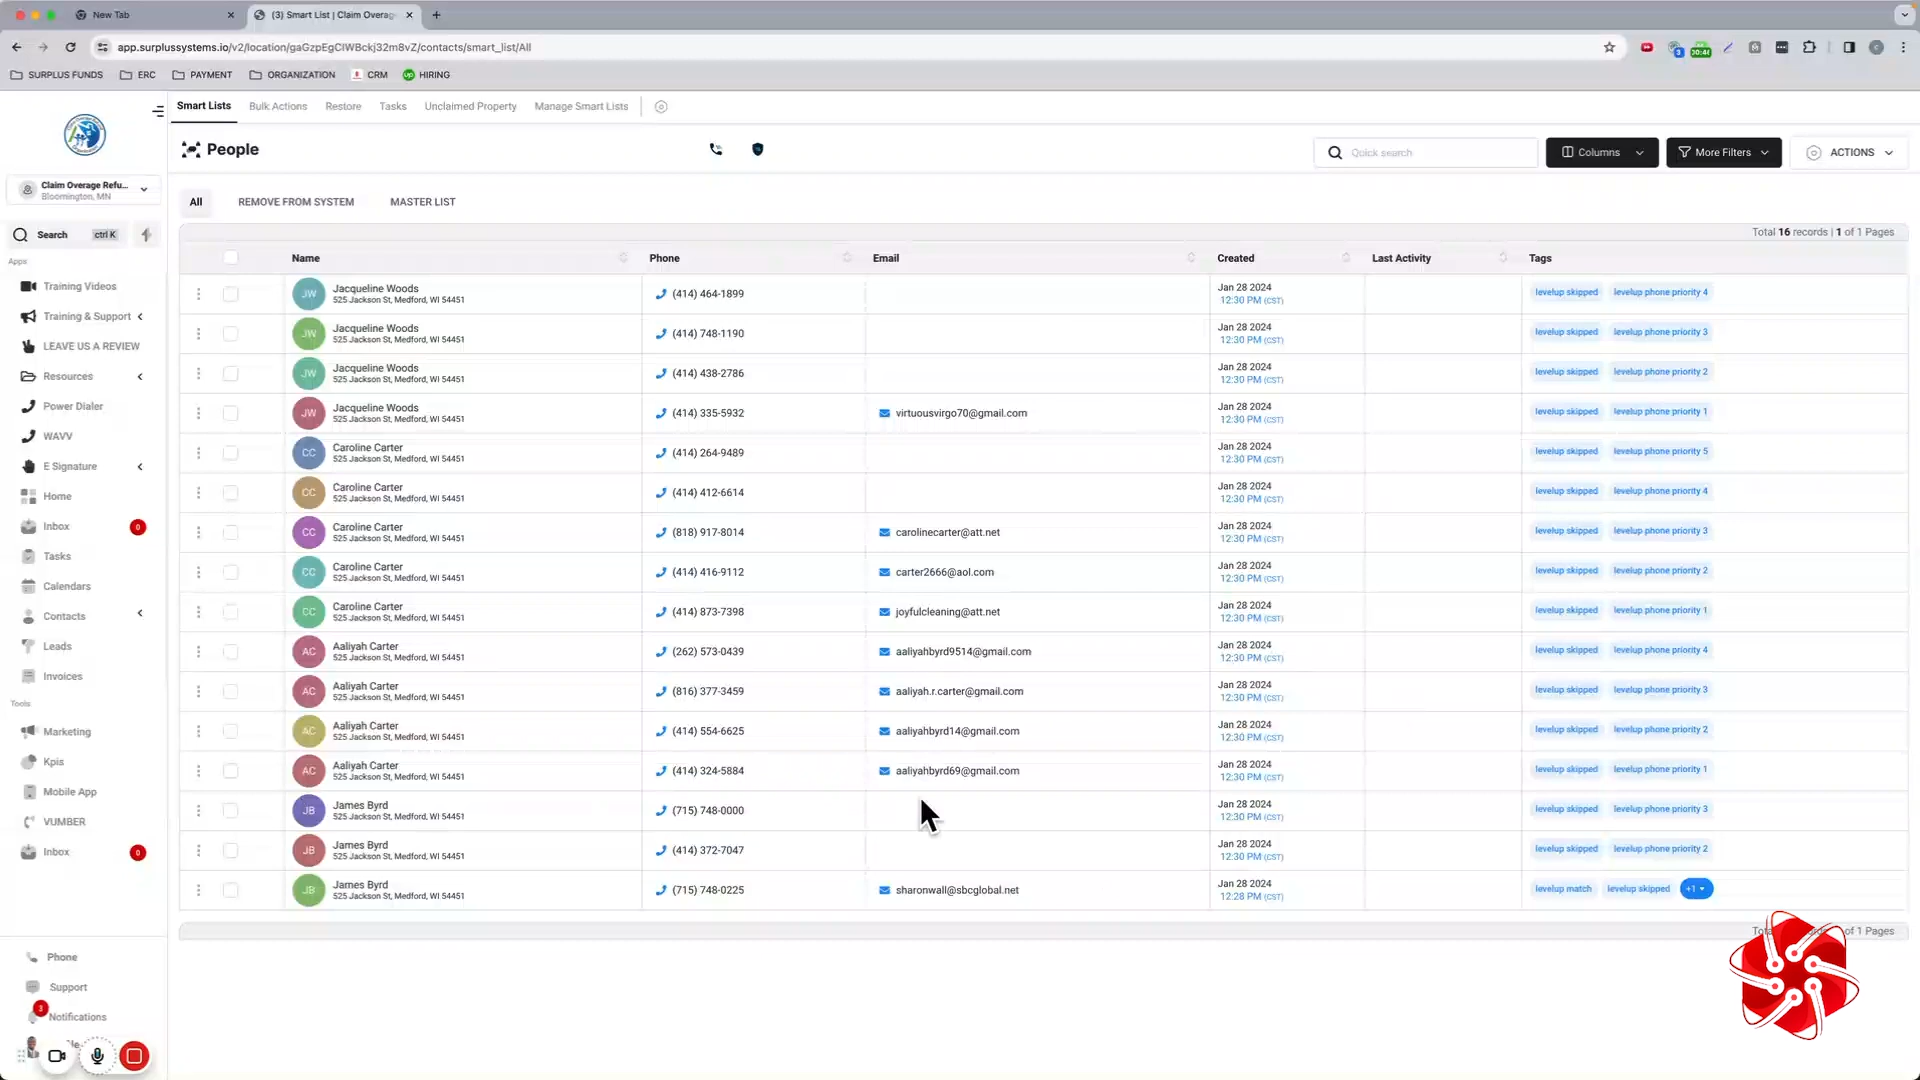 New Tab
(3) Smart List | Claim Overag
app.surplussystems.io/v2/location/gaGzpEgCIWBckj32m8vZ/contacts/smart_list/All
20:44
SURPLUS FUNDS ERC PAYMENT ORGANIZATION CRM HIRING
Smart Lists Bulk Actions Restore Tasks Unclaimed Property Manage Smart Lists
People
Quick search
Columns
More Filters
ACTIONS
Claim Overage Refu...
Bloomington, MN
All REMOVE FROM SYSTEM MASTER LIST
Search ctrl K
Apps
Training Videos
Training & Support
LEAVE US A REVIEW
Resources
Power Dialer
WAVV
E Signature
Home
Inbox 0
Tasks
Calendars
Contacts
Leads
Invoices
Tools
Marketing
Kpis
Mobile App
VUMBER
Inbox 0
Phone
Support
3
Notifications
Total 16 records | 1 of 1 Pages
Name Phone Email Created Last Activity Tags
JW Jacqueline Woods (414) 464-1899 Jan 28 2024 levelup skipped levelup phone priority 4
525 Jackson St, Medford, WI 54451 12:30 PM (CST)
JW Jacqueline Woods (414) 748-1190 Jan 28 2024 levelup skipped levelup phone priority 3
525 Jackson St, Medford, WI 54451 12:30 PM (CST)
JW Jacqueline Woods (414) 438-2786 Jan 28 2024 levelup skipped levelup phone priority 2
525 Jackson St, Medford, WI 54451 12:30 PM (CST)
JW Jacqueline Woods (414) 335-5932 virtuousvirgo70@gmail.com Jan 28 2024 levelup skipped levelup phone priority 1
525 Jackson St, Medford, WI 54451 12:30 PM (CST)
CC Caroline Carter (414) 264-9489 Jan 28 2024 levelup skipped levelup phone priority 5
525 Jackson St, Medford, WI 54451 12:30 PM (CST)
CC Caroline Carter (414) 412-6614 Jan 28 2024 levelup skipped levelup phone priority 4
525 Jackson St, Medford, WI 54451 12:30 PM (CST)
CC Caroline Carter (818) 917-8014 carolinecarter@att.net Jan 28 2024 levelup skipped levelup phone priority 3
525 Jackson St, Medford, WI 54451 12:30 PM (CST)
CC Caroline Carter (414) 416-9112 carter2666@aol.com Jan 28 2024 levelup skipped levelup phone priority 2
525 Jackson St, Medford, WI 54451 12:30 PM (CST)
CC Caroline Carter (414) 873-7398 joyfulcleaning@att.net Jan 28 2024 levelup skipped levelup phone priority 1
525 Jackson St, Medford, WI 54451 12:30 PM (CST)
AC Aaliyah Carter (262) 573-0439 aaliyahbyrd9514@gmail.com Jan 28 2024 levelup skipped levelup phone priority 4
525 Jackson St, Medford, WI 54451 12:30 PM (CST)
AC Aaliyah Carter (816) 377-3459 aaliyah.r.carter@gmail.com Jan 28 2024 levelup skipped levelup phone priority 3
525 Jackson St, Medford, WI 54451 12:30 PM (CST)
AC Aaliyah Carter (414) 554-6625 aaliyahbyrd14@gmail.com Jan 28 2024 levelup skipped levelup phone priority 2
525 Jackson St, Medford, WI 54451 12:30 PM (CST)
AC Aaliyah Carter (414) 324-5884 aaliyahbyrd69@gmail.com Jan 28 2024 levelup skipped levelup phone priority 1
525 Jackson St, Medford, WI 54451 12:30 PM (CST)
JB James Byrd (715) 748-0000 Jan 28 2024 levelup skipped levelup phone priority 3
525 Jackson St, Medford, WI 54451 12:30 PM (CST)
JB James Byrd (414) 372-7047 Jan 28 2024 levelup skipped levelup phone priority 2
525 Jackson St, Medford, WI 54451 12:30 PM (CST)
JB James Byrd (715) 748-0225 sharonwall@sbcglobal.net Jan 28 2024 levelup match levelup skipped +1
525 Jackson St, Medford, WI 54451 12:28 PM (CST)
of 1 Pages